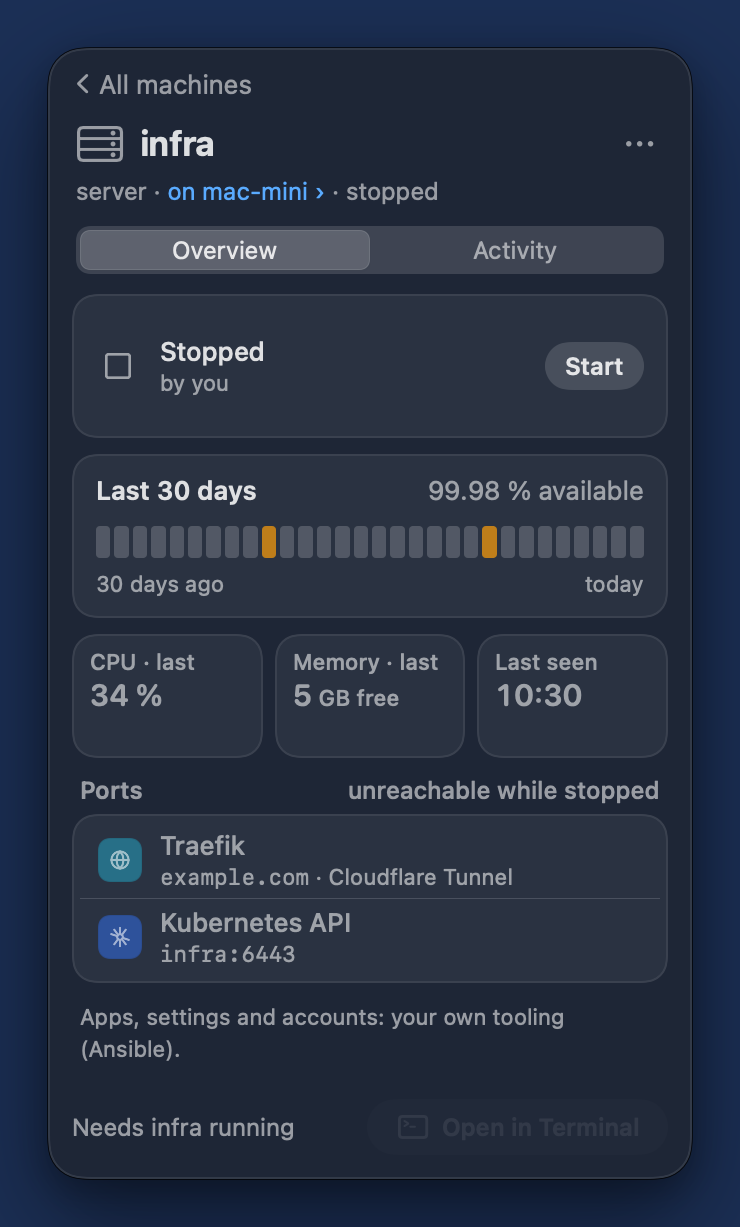 All machines
infra
server · on mac-mini › · stopped
Overview
Activity
Stopped
by you
Start
Last 30 days
99.98 % available
30 days ago
today
CPU · last
34 %
Memory · last
5 GB free
Last seen
10:30
Ports
unreachable while stopped
Traefik
example.com · Cloudflare Tunnel
Kubernetes API
infra:6443
Apps, settings and accounts: your own tooling
(Ansible).
Needs infra running
Open in Terminal